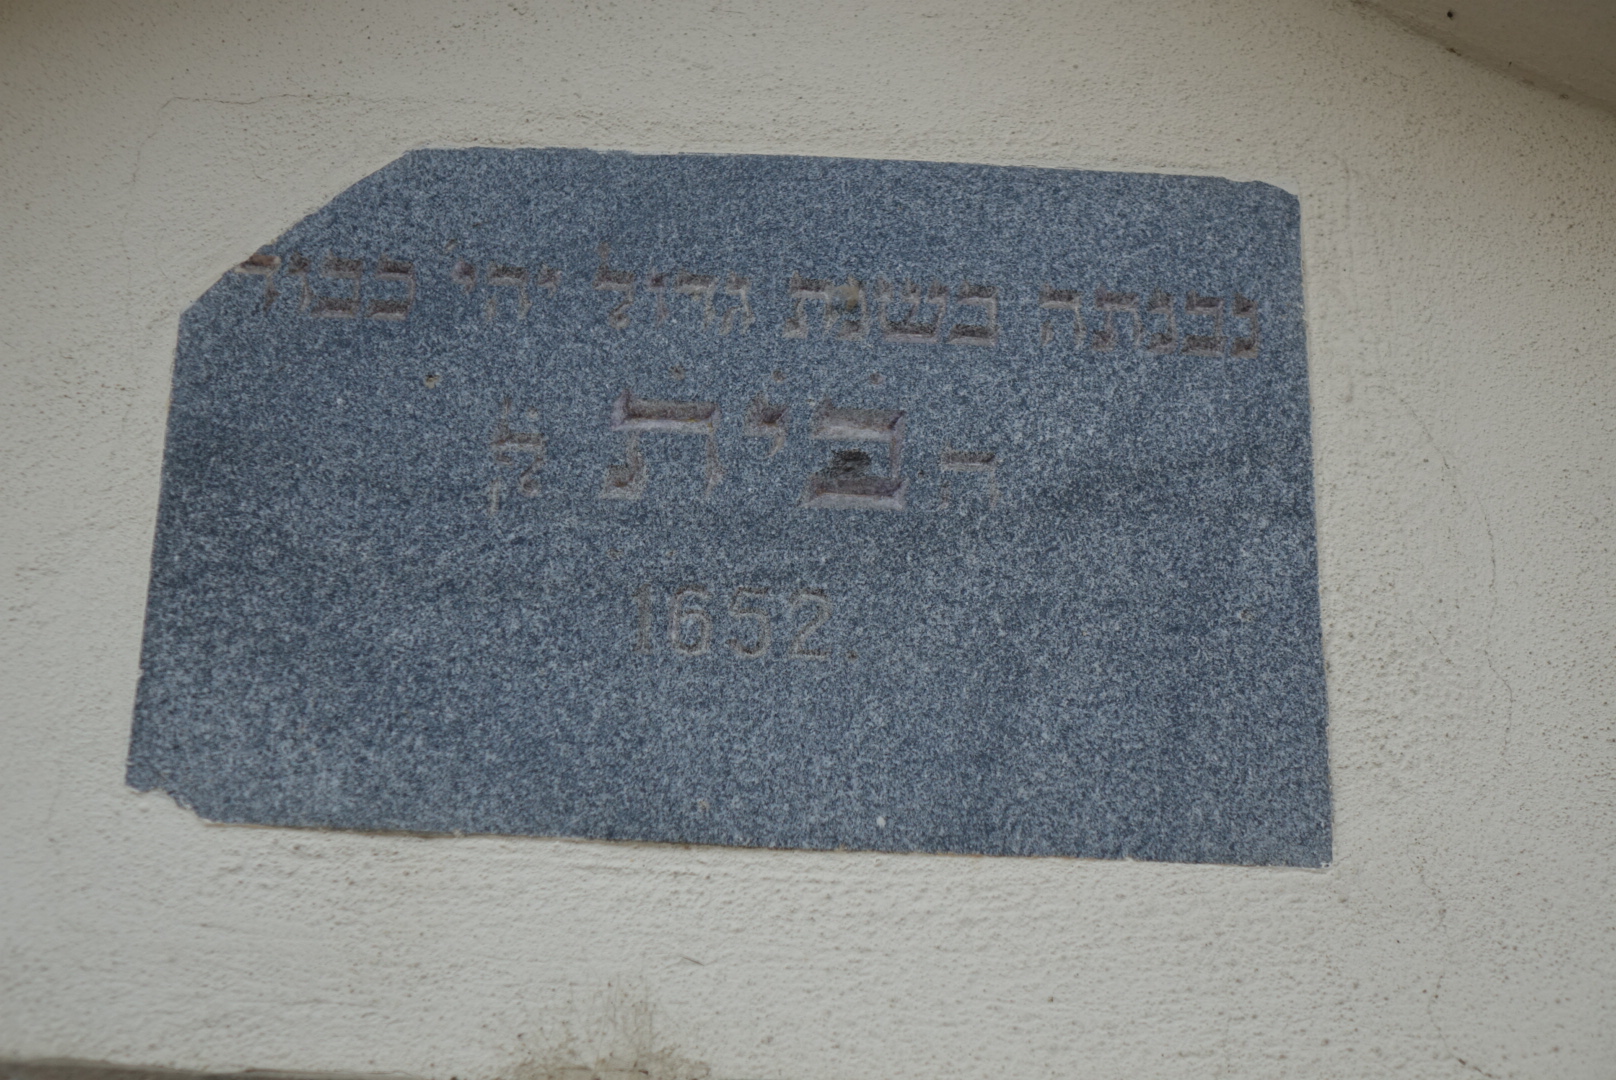 נבנתה בשנת גדול יהי' כבוד
הבית
1652.